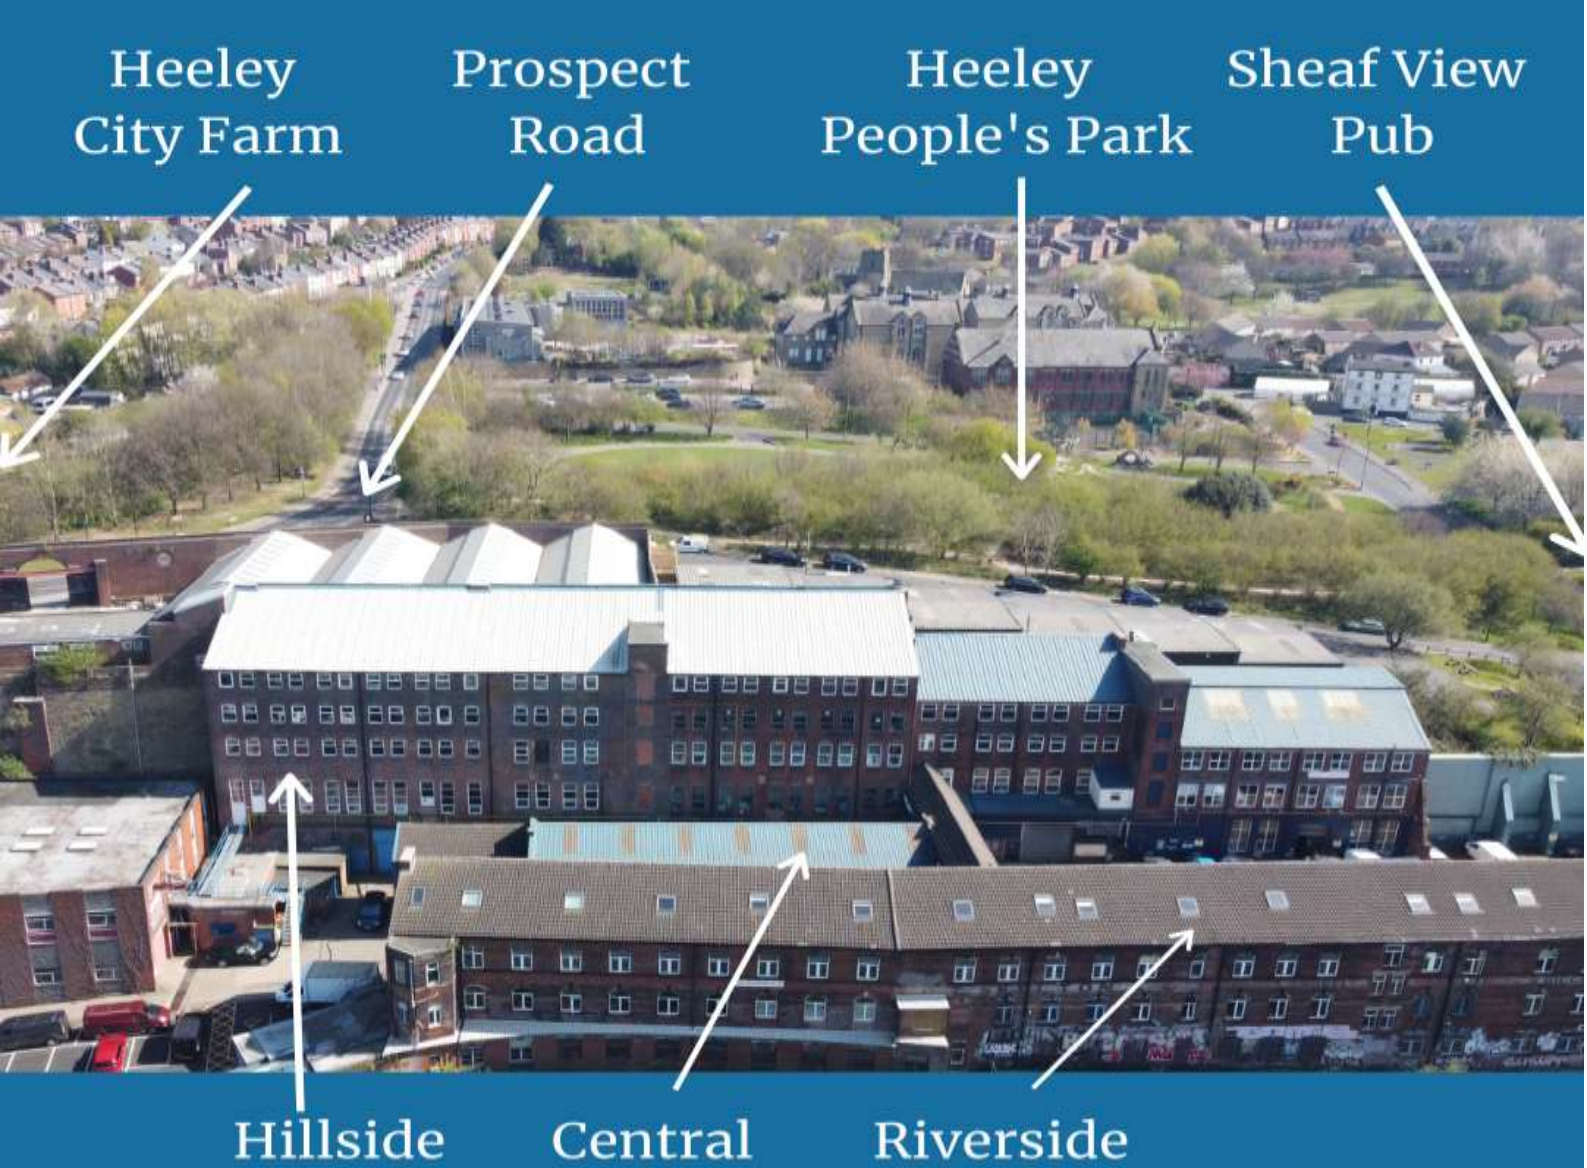 Heeley
City Farm
Prospect
Road
Heeley
People's Park
Sheaf View
Pub
Hillside
Central
Riverside